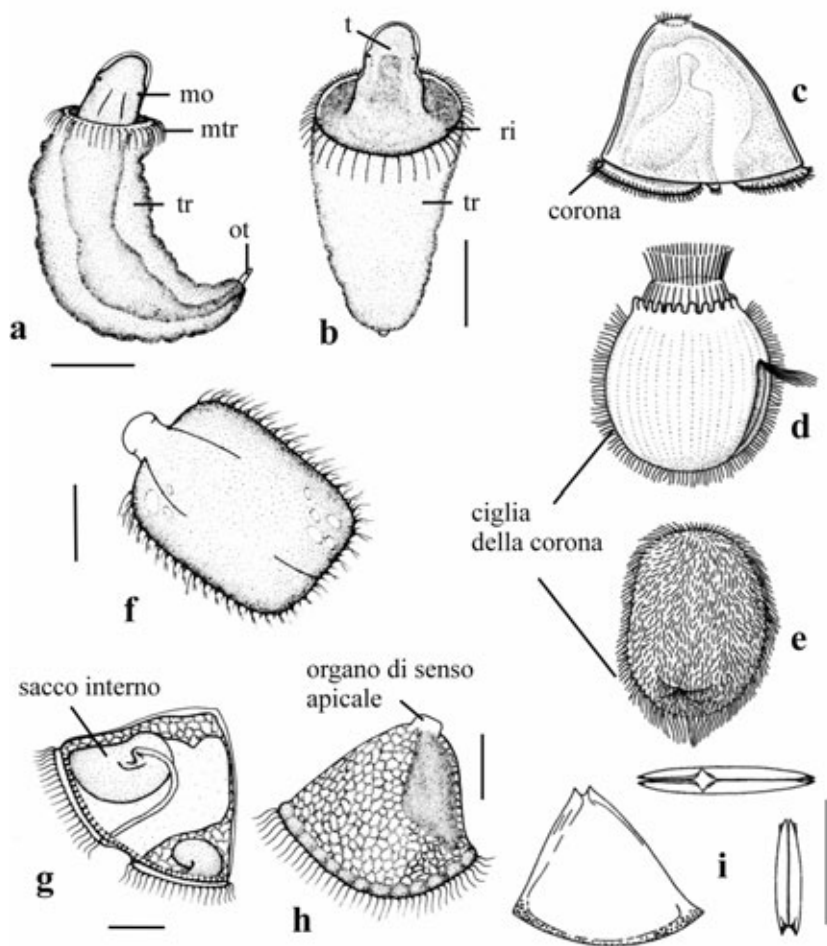 t
mo
mtr
tr
ot
a
ri
tr
b
c
corona
d
ciglia
della corona
e
f
sacco interno
g
organo di senso
apicale
h
i